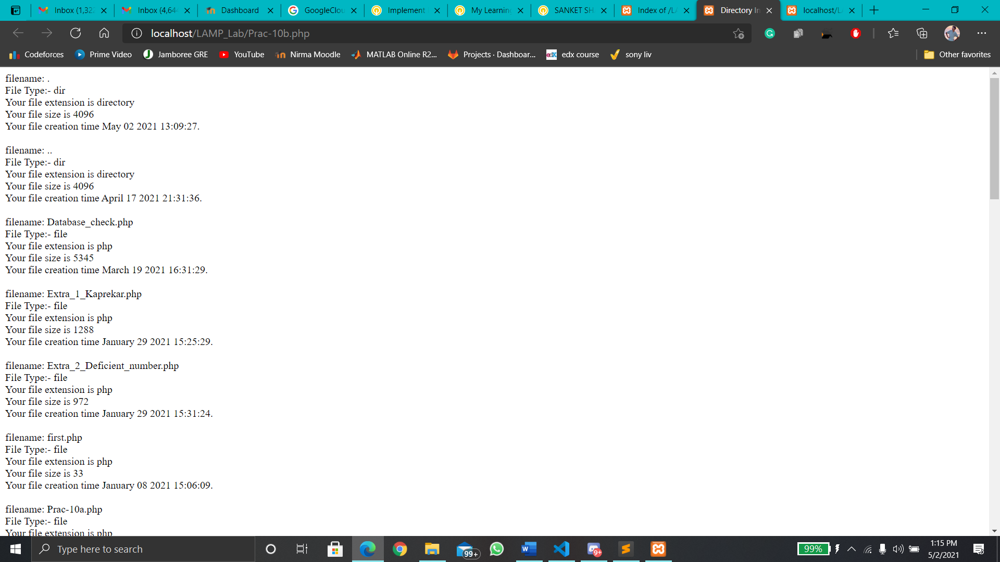 Inbox (1,32
Inbox (4,64
Dashboard
GoogleClou
Implement
My Learning
SANKET SH
Index of /LA
Directory In
localhost/LA
localhost/LAMP_Lab/Prac-10b.php
Codeforces
Prime Video
Jamboree GRE
YouTube
Nirma Moodle
MATLAB Online R2...
Projects · Dashboar...
edx course
sony liv
Other favorites
filename: .
File Type:- dir
Your file extension is directory
Your file size is 4096
Your file creation time May 02 2021 13:09:27.
filename: ..
File Type:- dir
Your file extension is directory
Your file size is 4096
Your file creation time April 17 2021 21:31:36.
filename: Database_check.php
File Type:- file
Your file extension is php
Your file size is 5345
Your file creation time March 19 2021 16:31:29.
filename: Extra_1_Kaprekar.php
File Type:- file
Your file extension is php
Your file size is 1288
Your file creation time January 29 2021 15:25:29.
filename: Extra_2_Deficient_number.php
File Type:- file
Your file extension is php
Your file size is 972
Your file creation time January 29 2021 15:31:24.
filename: first.php
File Type:- file
Your file extension is php
Your file size is 33
Your file creation time January 08 2021 15:06:09.
filename: Prac-10a.php
File Type:- file
Your file extension is php
Type here to search
99+
9+
99%
1:15 PM
5/2/2021